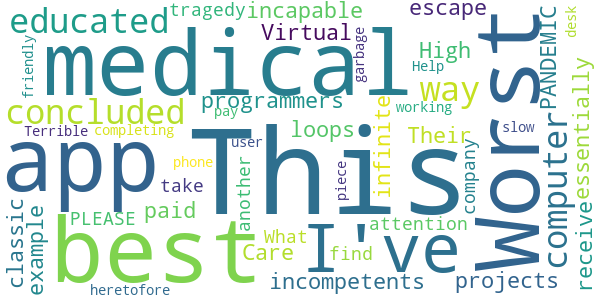 tragedy incapable escape
educated Virtual
friendly medical garbage High way Worst PANDEMIC desk
concluded programmers Help
Terrible completing pay loops infinite working computer slow essentially
app This Their
user
phone take another piece company
classic example PLEASE paid attention receive
best I've
What Care find
heretofore incompetents projects